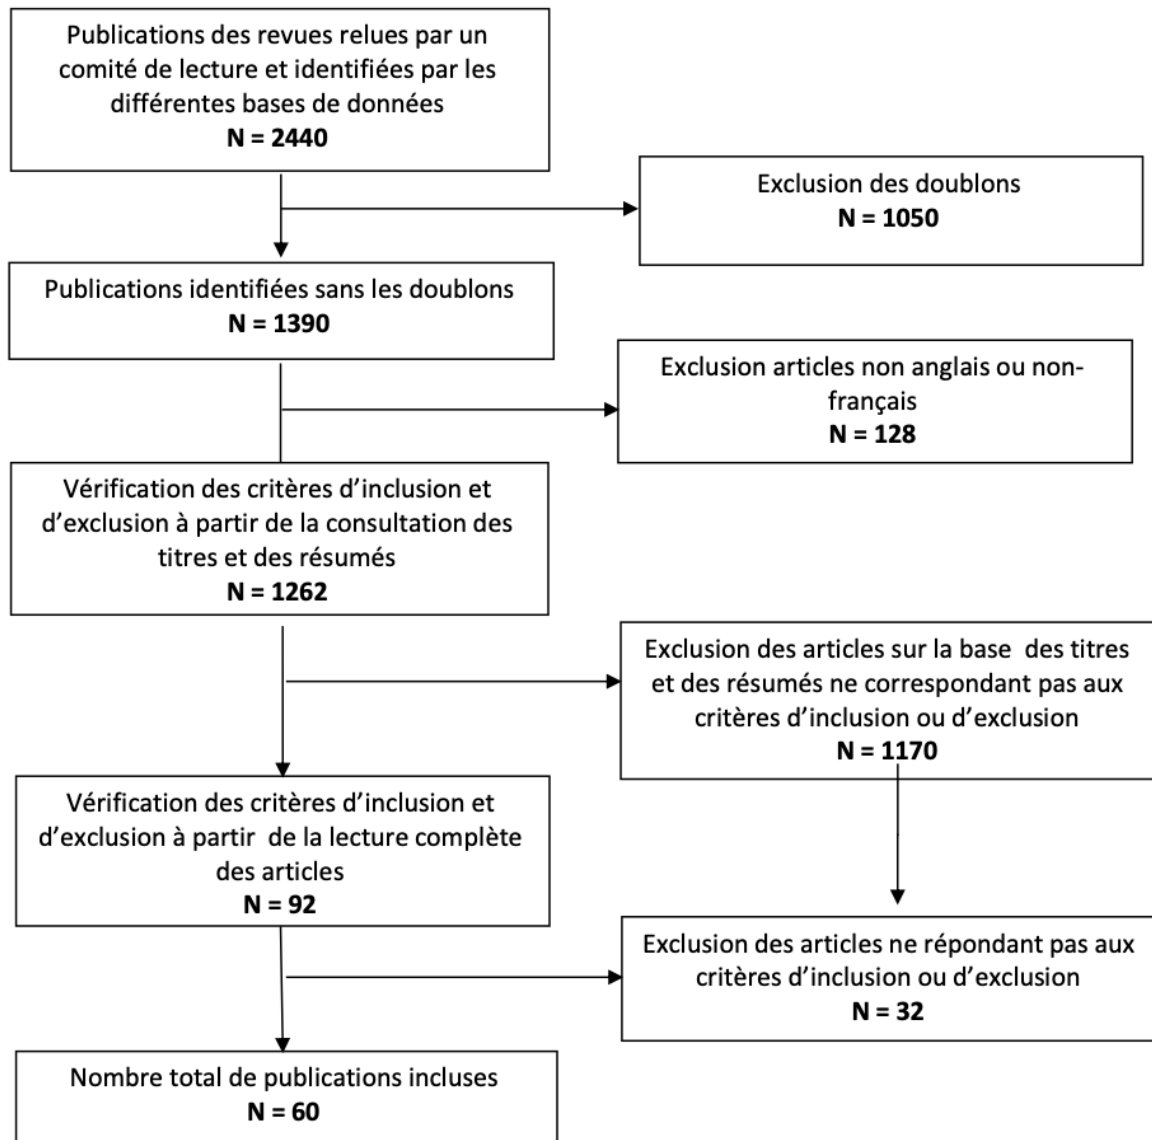 Publications des revues relues par un
comité de lecture et identifiées par les
différentes bases de données
N = 2440
Exclusion des doublons
N = 1050
Publications identifiées sans les doublons
N = 1390
Exclusion articles non anglais ou non-
français
N = 128
Vérification des critères d’inclusion et
d’exclusion à partir de la consultation des
titres et des résumés
N = 1262
Exclusion des articles sur la base  des titres
et des résumés ne correspondant pas aux
critères d’inclusion ou d’exclusion
N = 1170
Vérification des critères d’inclusion et
d’exclusion à partir  de la lecture complète
des articles
N = 92
Exclusion des articles ne répondant pas aux
critères d’inclusion ou d’exclusion
N = 32
Nombre total de publications incluses
N = 60